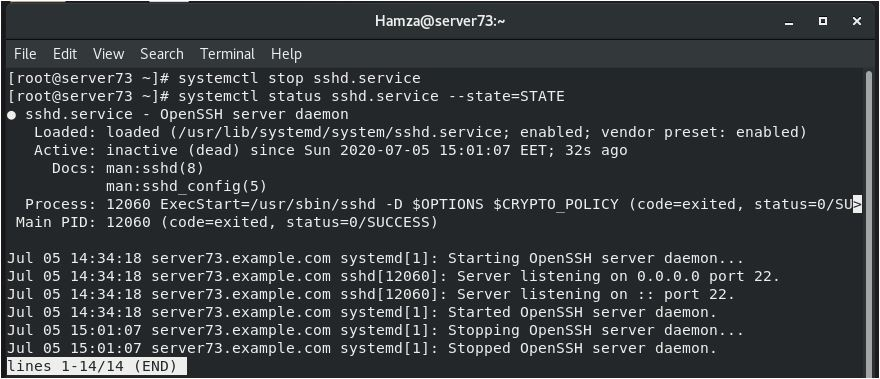 Hamza@server73:~
File Edit View Search Terminal Help
[root@server73 ~]# systemctl stop sshd.service
[root@server73 ~]# systemctl status sshd.service --state=STATE
● sshd.service - OpenSSH server daemon
   Loaded: loaded (/usr/lib/systemd/system/sshd.service; enabled; vendor preset: enabled)
   Active: inactive (dead) since Sun 2020-07-05 15:01:07 EET; 32s ago
     Docs: man:sshd(8)
           man:sshd_config(5)
  Process: 12060 ExecStart=/usr/sbin/sshd -D $OPTIONS $CRYPTO_POLICY (code=exited, status=0/SU>
 Main PID: 12060 (code=exited, status=0/SUCCESS)

Jul 05 14:34:18 server73.example.com systemd[1]: Starting OpenSSH server daemon...
Jul 05 14:34:18 server73.example.com sshd[12060]: Server listening on 0.0.0.0 port 22.
Jul 05 14:34:18 server73.example.com sshd[12060]: Server listening on :: port 22.
Jul 05 14:34:18 server73.example.com systemd[1]: Started OpenSSH server daemon.
Jul 05 15:01:07 server73.example.com systemd[1]: Stopping OpenSSH server daemon...
Jul 05 15:01:07 server73.example.com systemd[1]: Stopped OpenSSH server daemon.
lines 1-14/14 (END)